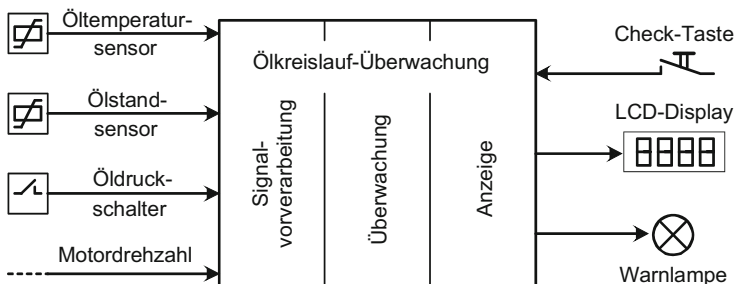 Öltemperatur-
sensor
Ölstand-
sensor
Öldruck-
schalter
Motordrehzahl
Ölkreislauf-Überwachung
Signal-
vorverarbeitung
Überwachung
Anzeige
Check-Taste
LCD-Display
8888
Warnlampe